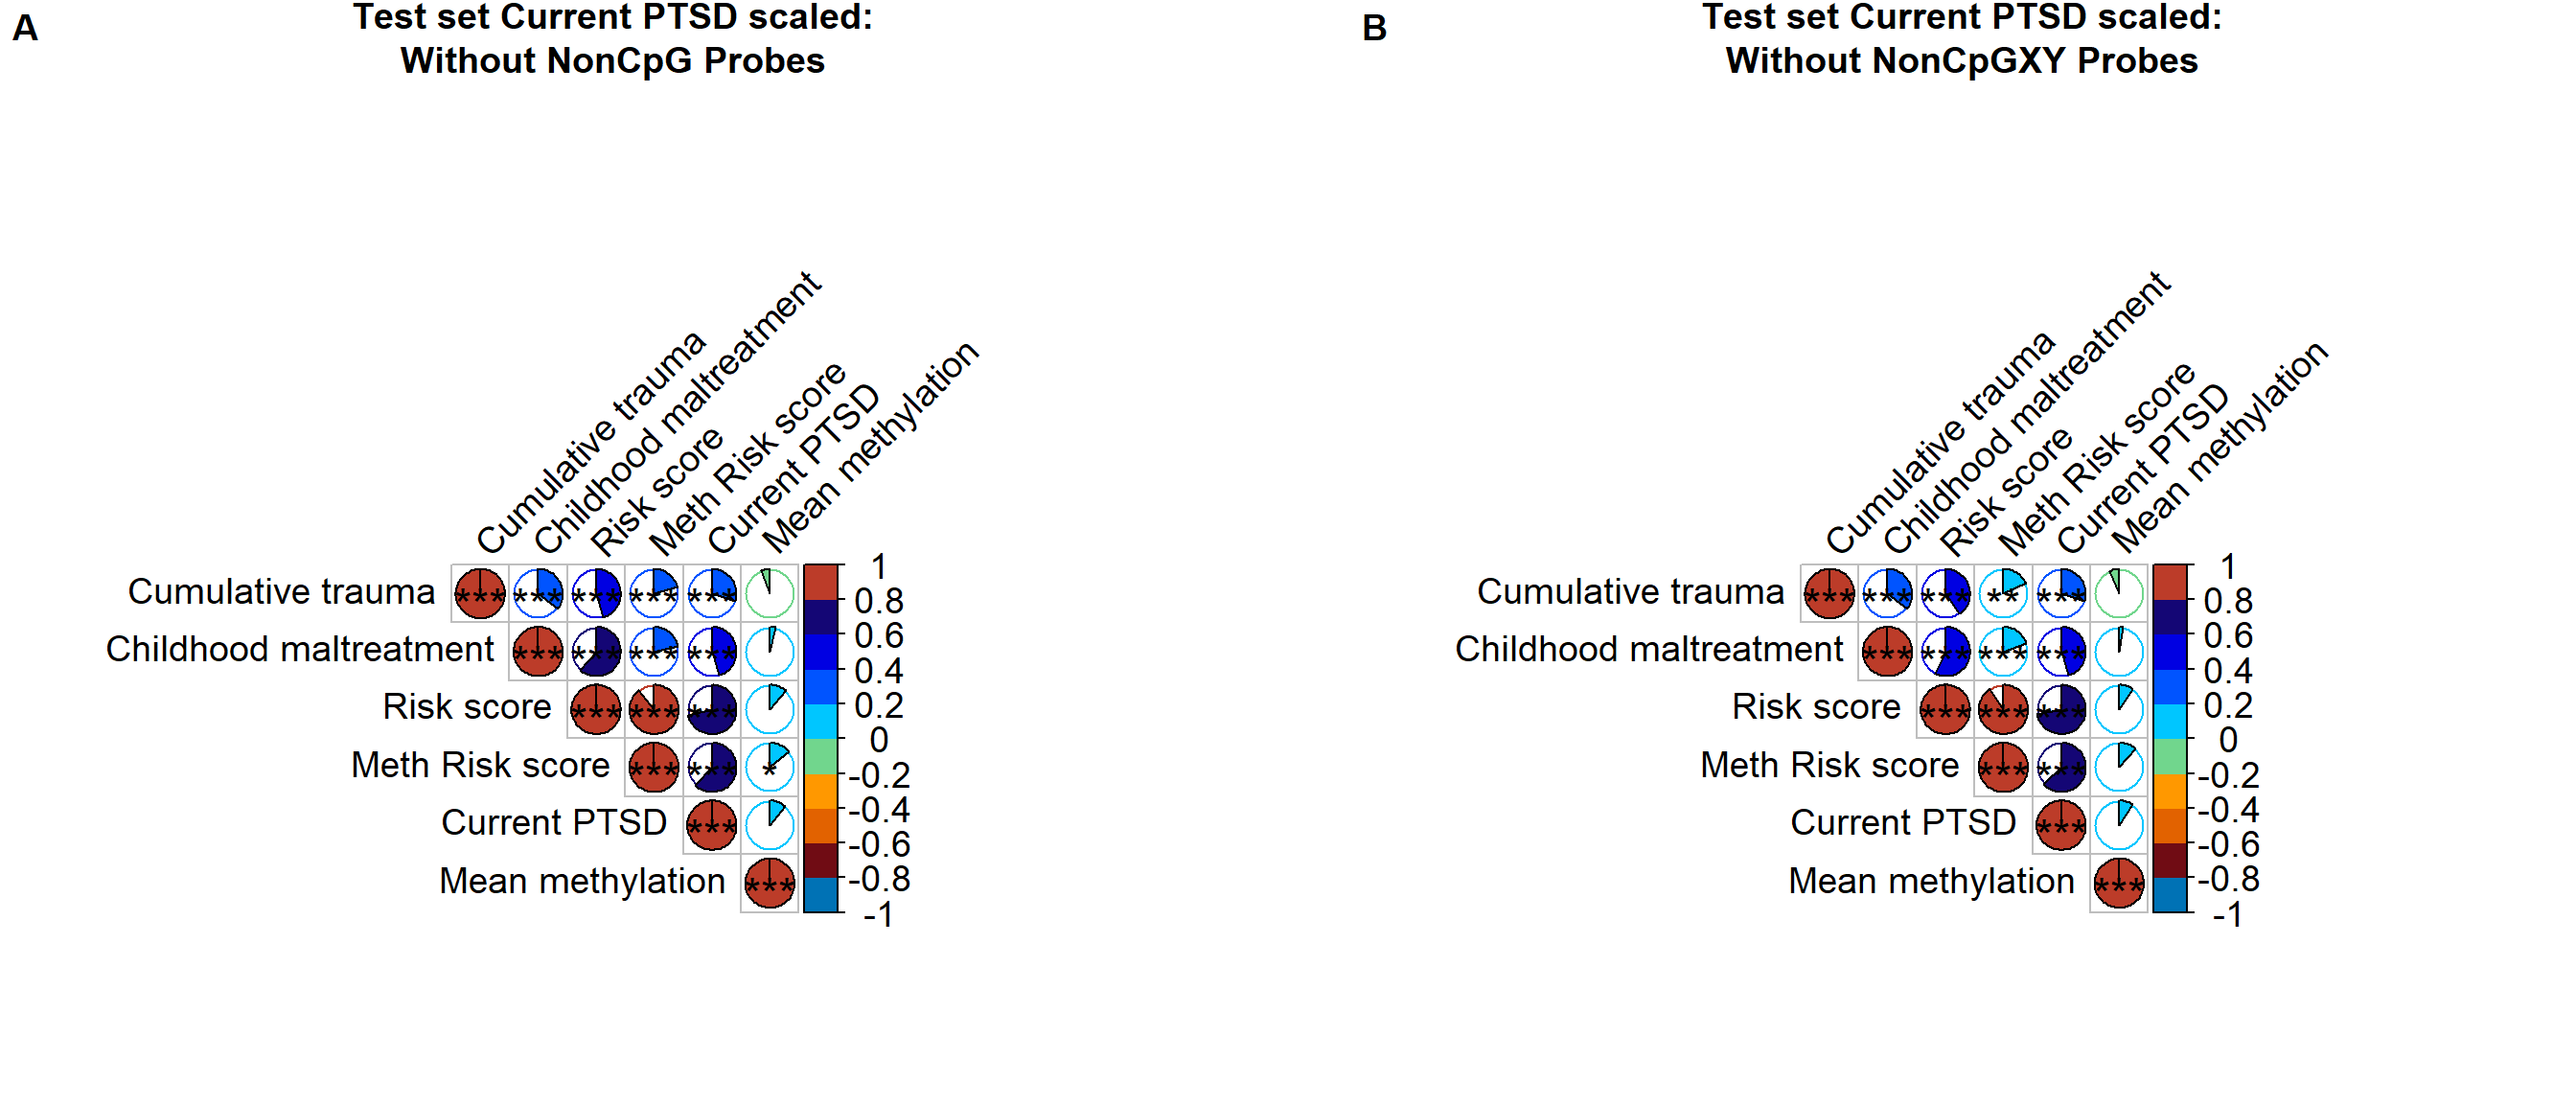 A
Test set Current PTSD scaled:
Without NonCpG Probes
Cumulative trauma
Childhood maltreatment
Risk score
Meth Risk score
Current PTSD
Mean methylation
Cumulative trauma *** *** *** *** ***
Childhood maltreatment *** *** *** ***
Risk score *** *** ***
Meth Risk score *** *** *
Current PTSD ***
Mean methylation ***
1
0.8
0.6
0.4
0.2
0
-0.2
-0.4
-0.6
-0.8
-1
B
Test set Current PTSD scaled:
Without NonCpGXY Probes
Cumulative trauma
Childhood maltreatment
Risk score
Meth Risk score
Current PTSD
Mean methylation
Cumulative trauma *** *** *** ** ***
Childhood maltreatment *** *** *** ***
Risk score *** *** ***
Meth Risk score *** ***
Current PTSD ***
Mean methylation ***
1
0.8
0.6
0.4
0.2
0
-0.2
-0.4
-0.6
-0.8
-1